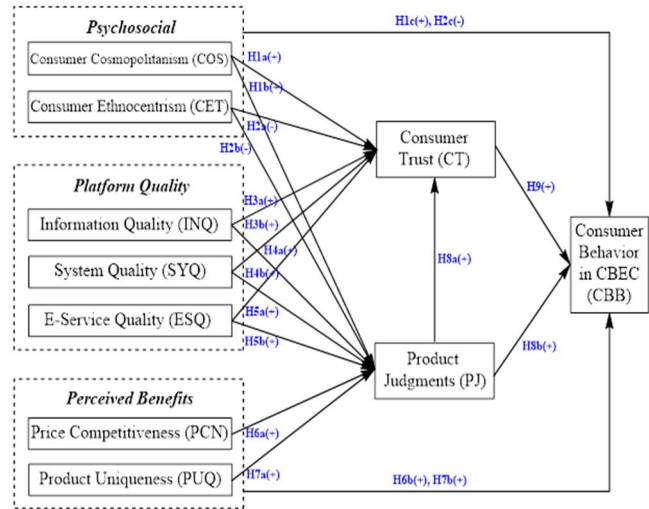 Psychosocial
Consumer Cosmopolitanism (COS)
Consumer Ethnocentrism (CET)
H1c(+), H2c(-)
H1a(+)
H1b(+)
H2a(-)
H2b(-)
Consumer
Trust (CT)
Platform Quality
Information Quality (INQ)
System Quality (SYQ)
E-Service Quality (ESQ)
H3a(+)
H3b(+)
H4a(+)
H4b(+)
H5a(+)
H5b(+)
H9(+)
H8a(+)
H8b(+)
Consumer
Behavior
in CBEC
(CBB)
Product
Judgments (PJ)
Perceived Benefits
Price Competitiveness (PCN)
Product Uniqueness (PUQ)
H6a(+)
H7a(+)
H6b(+), H7b(+)